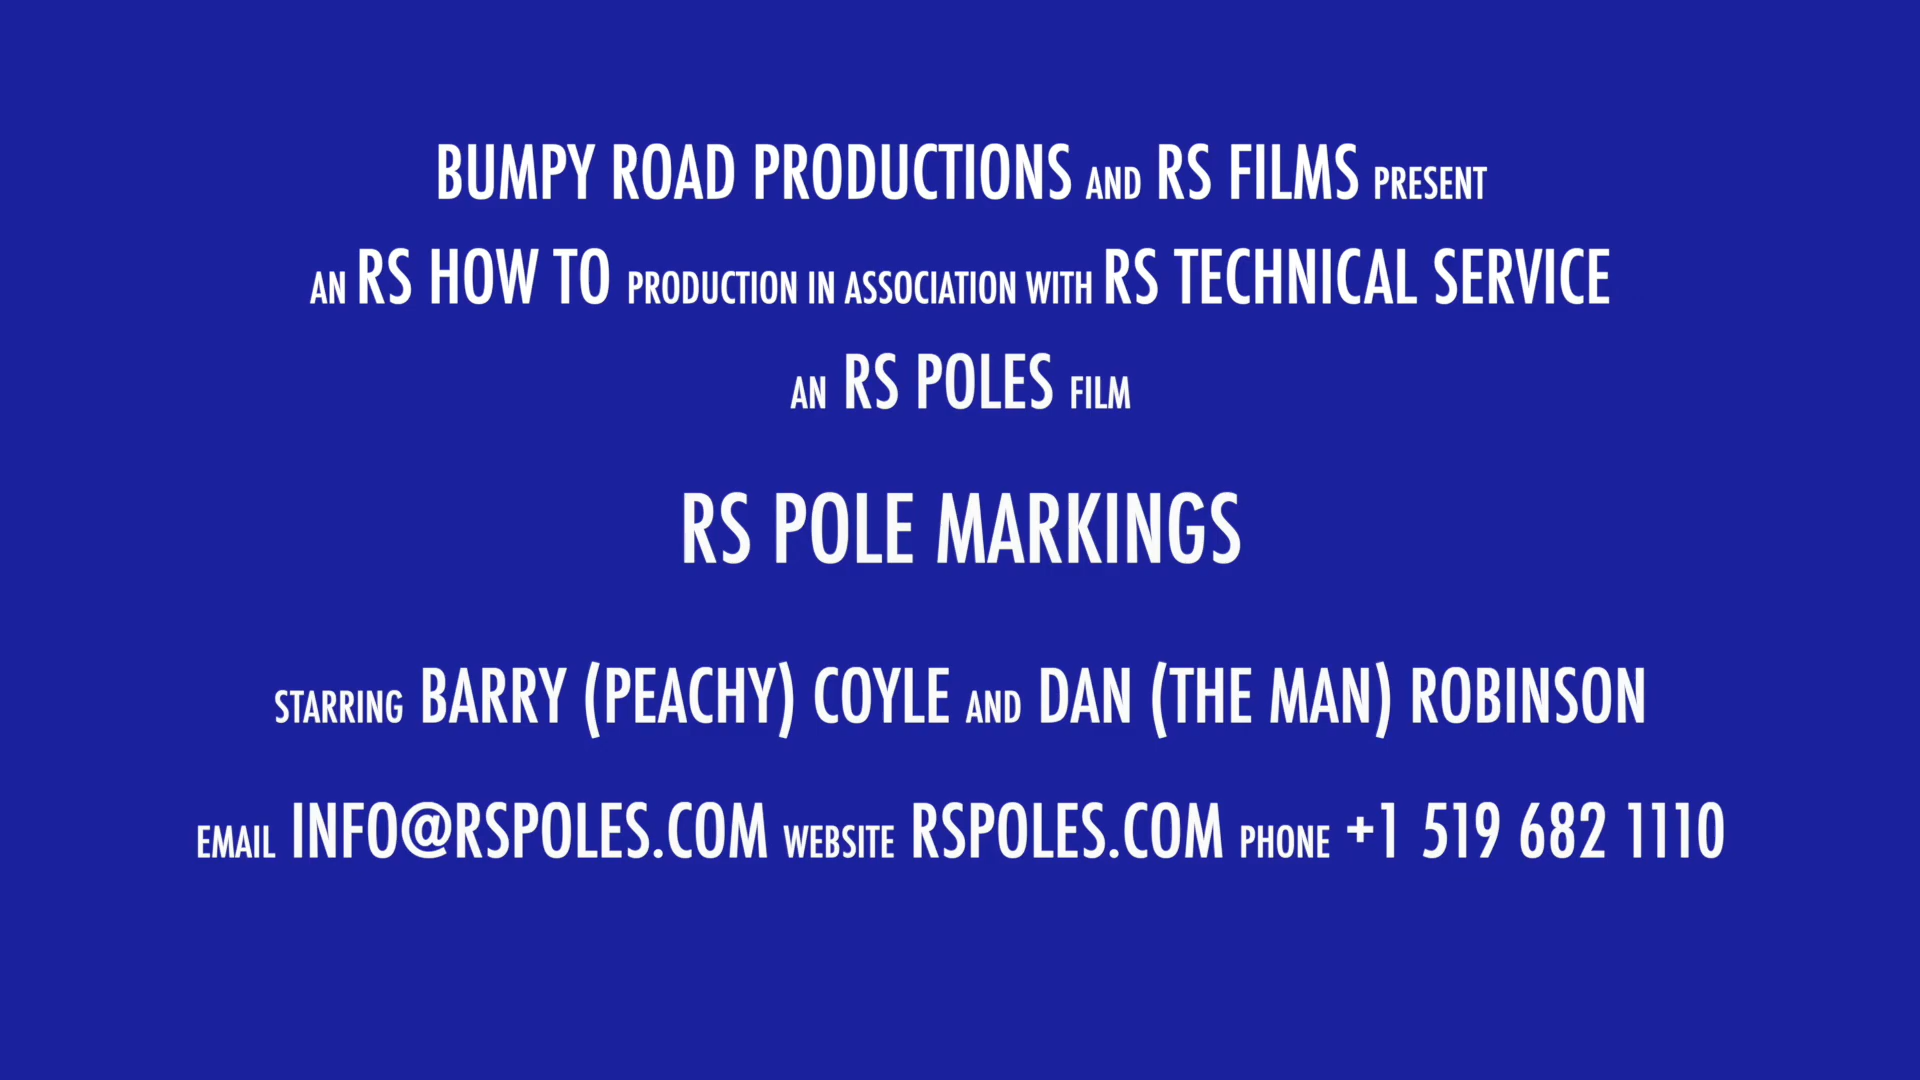 BUMPY ROAD PRODUCTIONS AND RS FILMS PRESENT
AN RS HOW TO PRODUCTION IN ASSOCIATION WITH RS TECHNICAL SERVICE
AN RS POLES FILM
RS POLE MARKINGS
STARRING BARRY (PEACHY) COYLE AND DAN (THE MAN) ROBINSON
EMAIL INFO@RSPOLES.COM WEBSITE RSPOLES.COM PHONE +1 519 682 1110